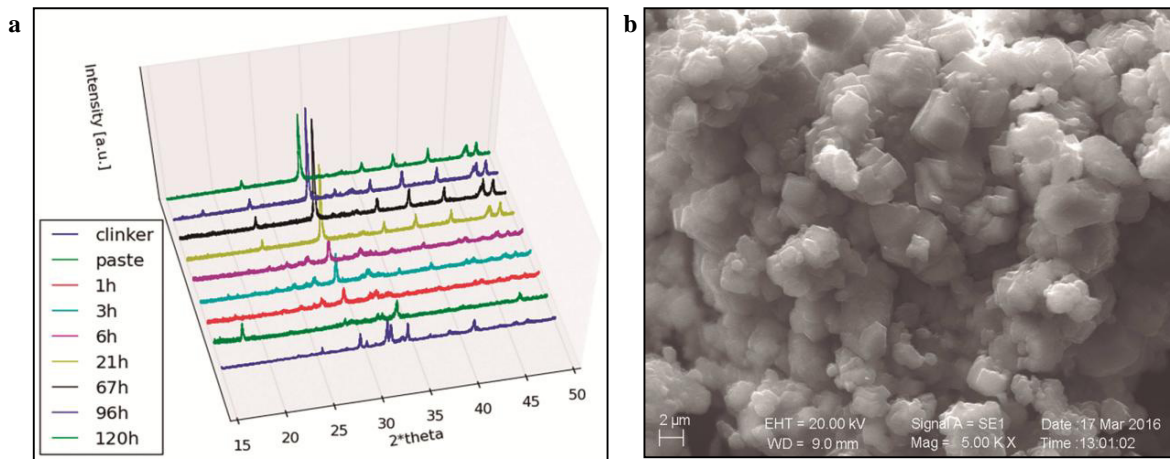 a
Intensity [a.u.]
clinker
paste
1h
3h
6h
21h
67h
96h
120h
15 20 25 30 35 40 45 50
2*theta
b
2 µm
EHT = 20.00 kV Signal A = SE1 Date :17 Mar 2016
WD = 9.0 mm Mag = 5.00 K X Time :13:01:02